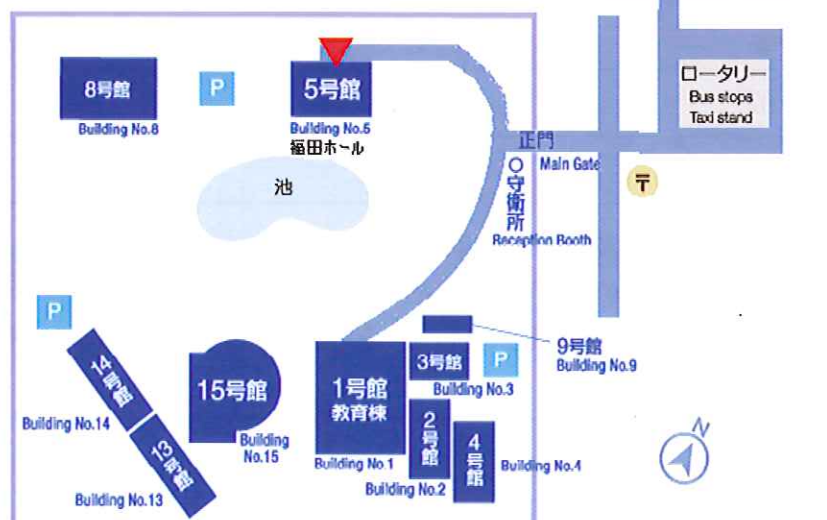 8号館
Building No.8
P
5号館
Building No.5
福田ホール
池
ロータリー
Bus stops
Taxi stand
正門
Main Gate
守衛所
Reception Booth
〒
P
14号館
Building No.14
13号館
Building No.13
15号館
Building
No.15
1号館
教育棟
Building No.1
3号館
Building No.3
P
9号館
Building No.9
2号館
Building No.2
4号館
Building No.4
N